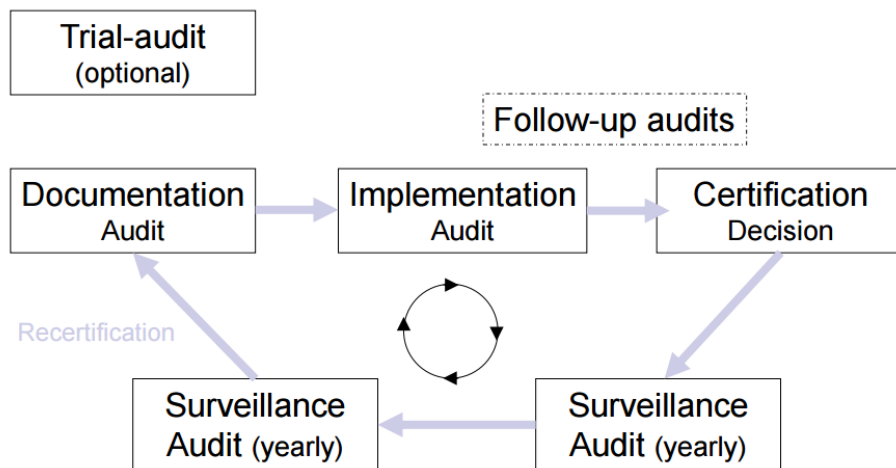 Trial-audit
(optional)
Follow-up audits
Documentation
Audit
Implementation
Audit
Certification
Decision
Recertification
Surveillance
Audit (yearly)
Surveillance
Audit (yearly)